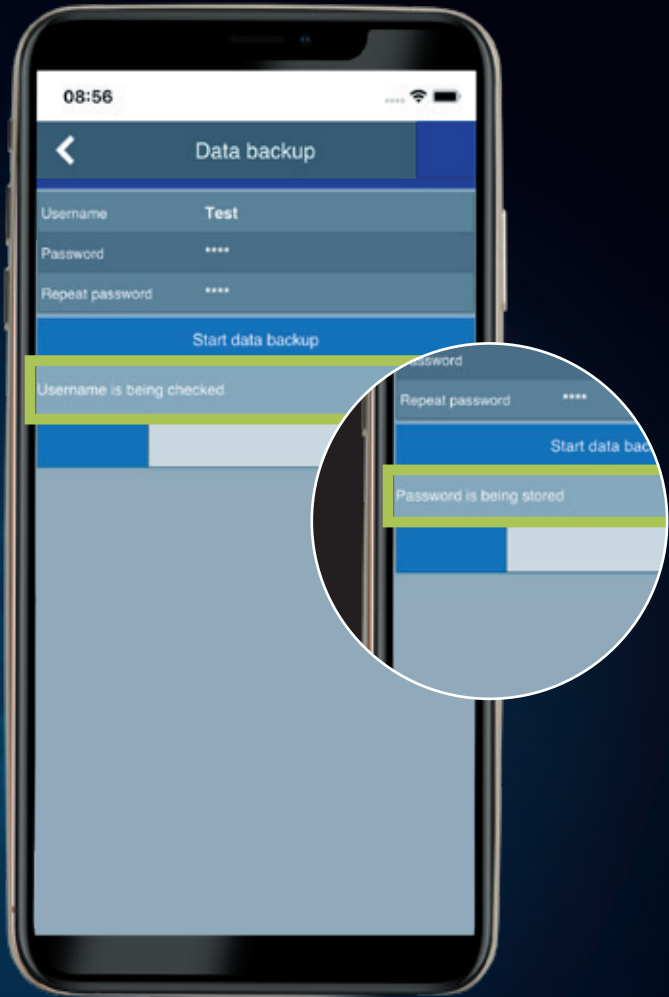 08:56
Data backup
Username Test
Password ****
Repeat password ****
Start data backup
Username is being checked
Password
Repeat password ****
Start data bac
Password is being stored